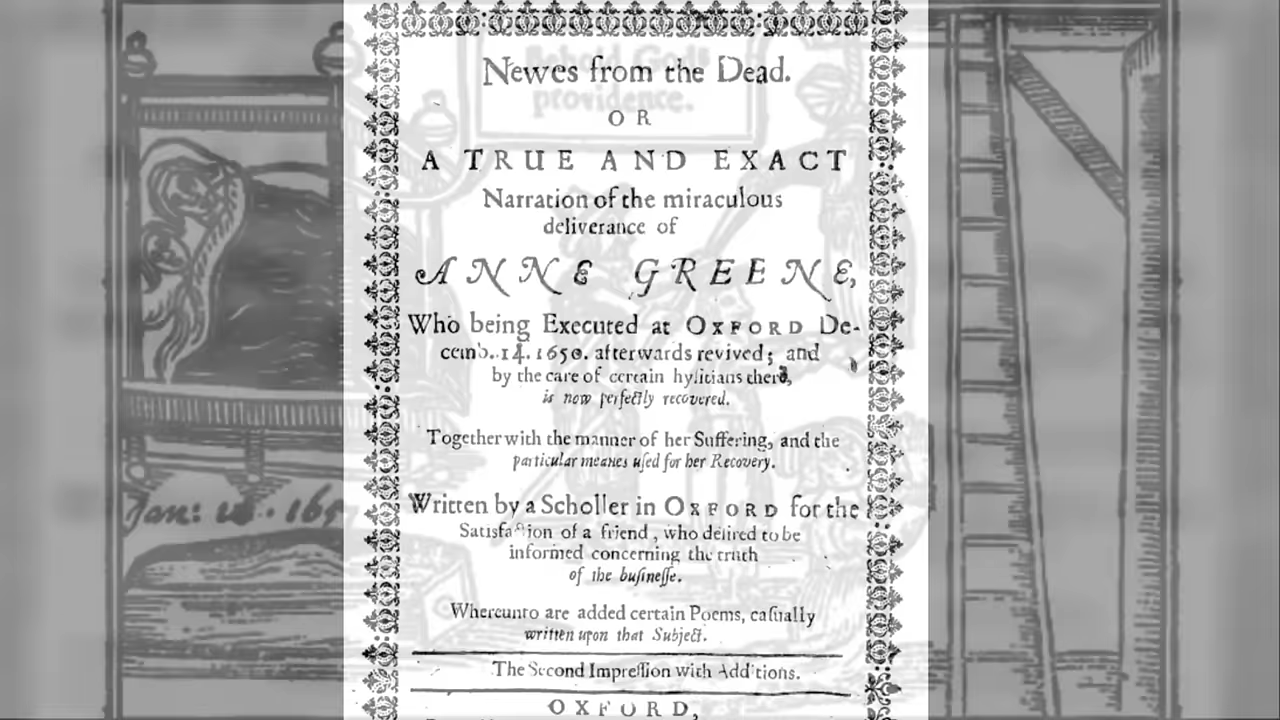 Newes from the Dead.
OR
A TRUE AND EXACT
Narration of the miraculous
deliverance of
ANNE GREENE,
Who being Executed at OXFORD De-
cemb. 14. 1650. afterwards revived; and
by the care of certain hysitians there,
is now perfectly recovered.
Together with the manner of her Suffering, and the
particular meanes uſed for her Recovery.
Written by a Scholler in OXFORD for the
Satisfaction of a friend, who deſired to be
informed concerning the truth
of the buſineſſe.
Whereunto are added certain Poems, caſually
written upon that Subject.
The Second Impreſſion with Additions.
OXFORD,
Behold God's
providence.
Jan: